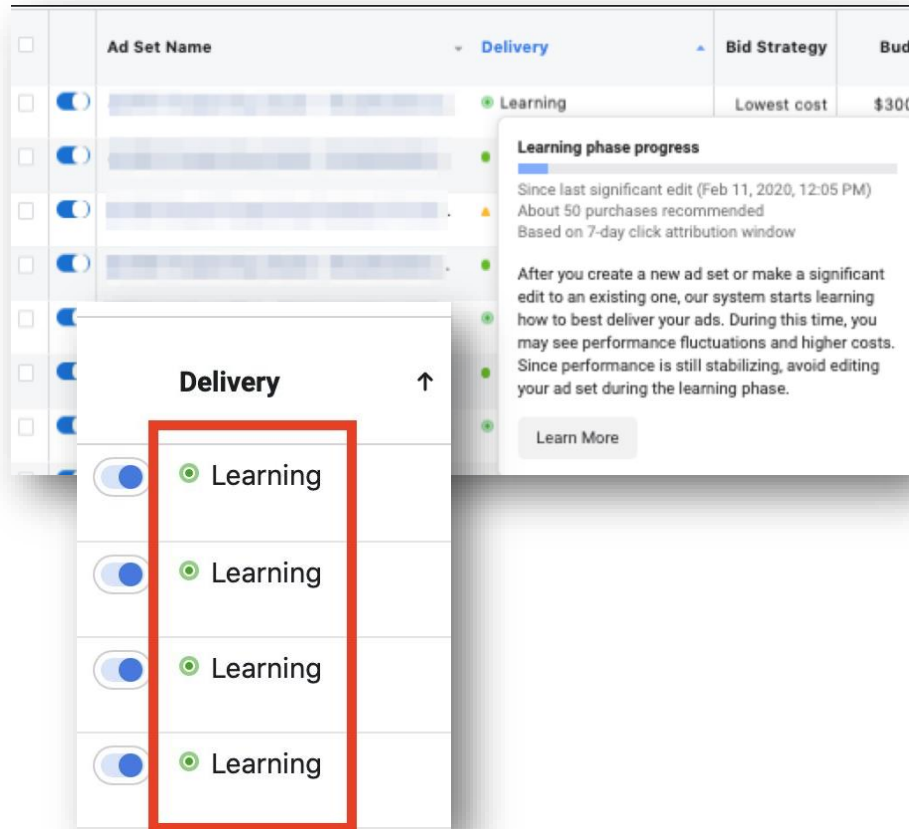 Ad Set Name Delivery Bid Strategy Bud
Learning Lowest cost $300
Learning phase progress
Since last significant edit (Feb 11, 2020, 12:05 PM)
About 50 purchases recommended
Based on 7-day click attribution window
After you create a new ad set or make a significant
edit to an existing one, our system starts learning
how to best deliver your ads. During this time, you
may see performance fluctuations and higher costs.
Since performance is still stabilizing, avoid editing
your ad set during the learning phase.
Learn More
Delivery
Learning
Learning
Learning
Learning